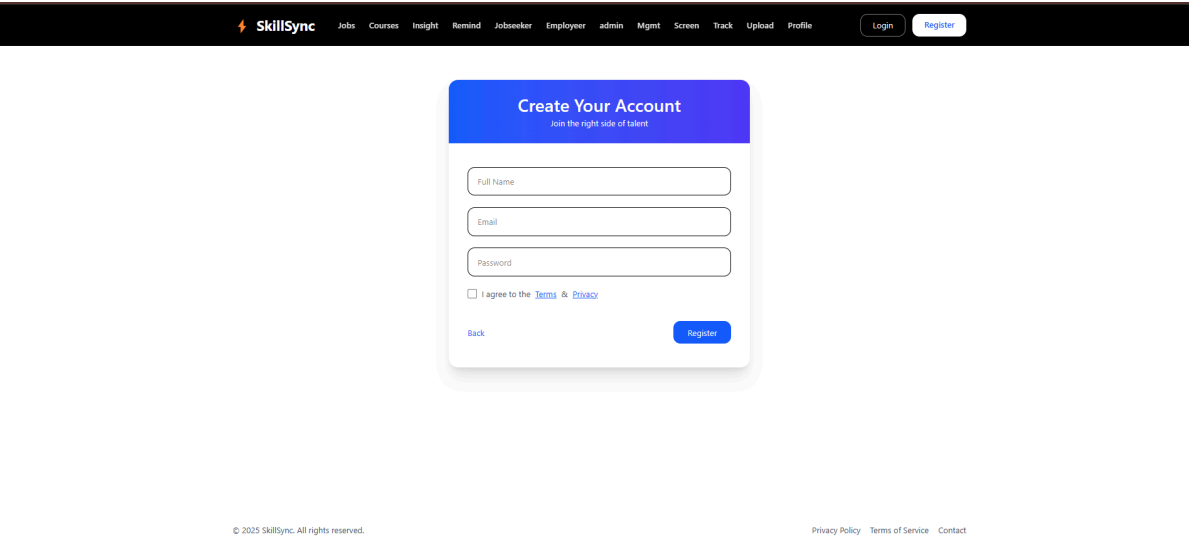 SkillSync Jobs Courses Insight Remind Jobseeker Employeer admin Mgmt Screen Track Upload Profile Login Register
Create Your Account
Join the right side of talent
Full Name
Email
Password
I agree to the Terms & Privacy
Back Register
© 2025 SkillSync. All rights reserved. Privacy Policy Terms of Service Contact